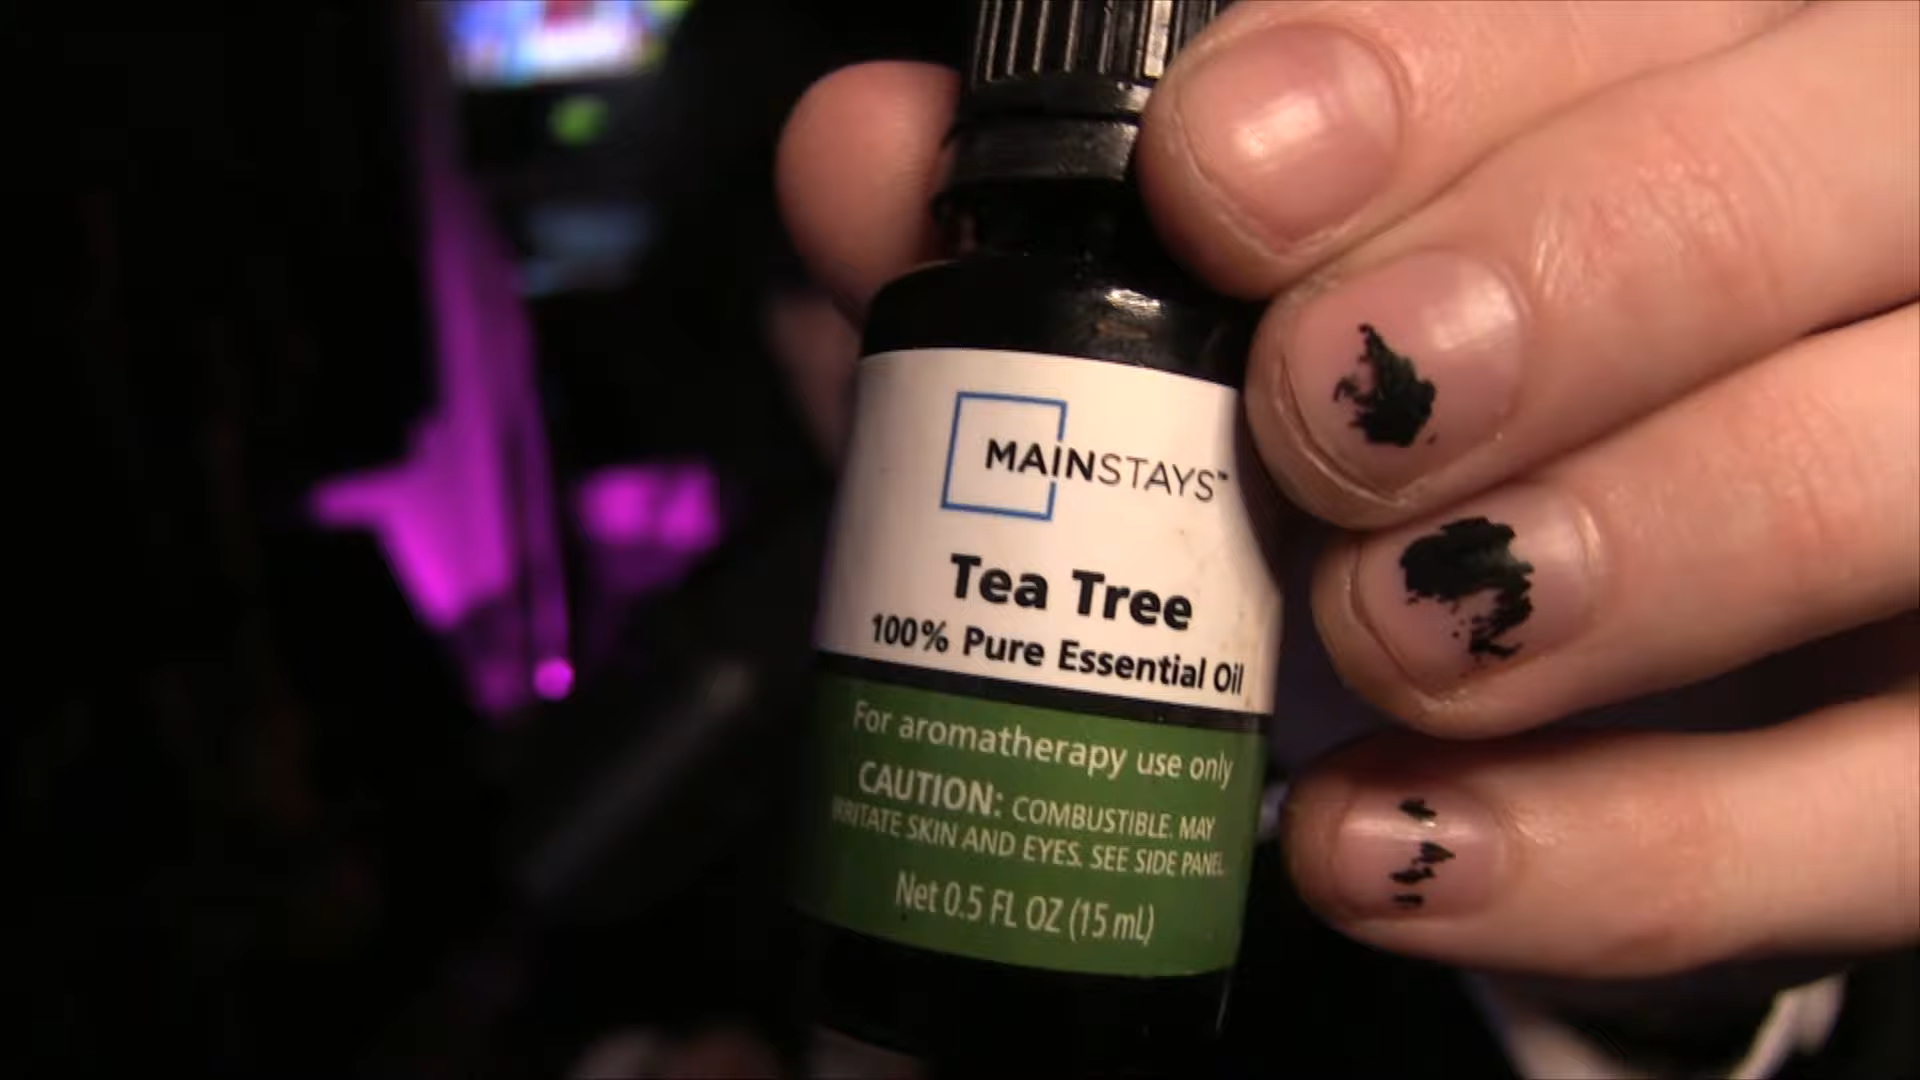 MAINSTAYS™
Tea Tree
100% Pure Essential Oil
For aromatherapy use only
CAUTION: COMBUSTIBLE. MAY
IRRITATE SKIN AND EYES. SEE SIDE PANEL.
Net 0.5 FL OZ (15 mL)